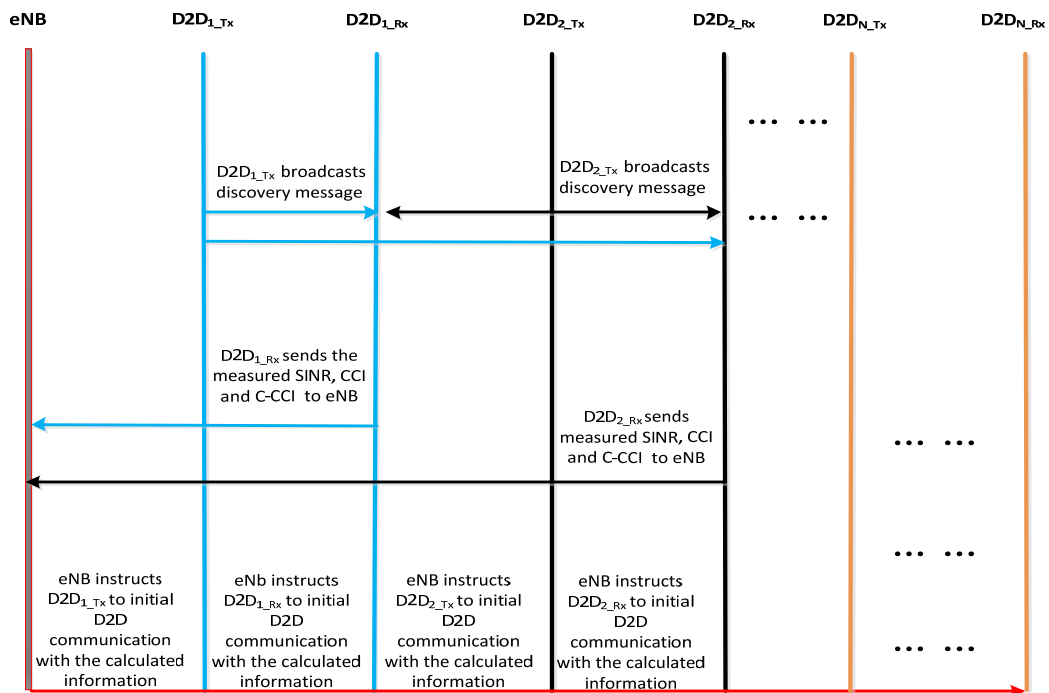 eNB D2D1_Tx D2D1_Rx D2D2_Tx D2D2_Rx D2DN_Tx D2DN_Rx
... ...
D2D1_Tx broadcasts
discovery message
D2D2_Tx broadcasts
discovery message
... ...
D2D1_Rx sends the
measured SINR, CCI
and C-CCI to eNB
D2D2_Rx sends
measured SINR, CCI
and C-CCI to eNB
... ...
... ...
eNB instructs
D2D1_Tx to initial
D2D
communication
with the calculated
information
eNb instructs
D2D1_Rx to initial
D2D
communication
with the calculated
information
eNB instructs
D2D2_Tx to initial
D2D
communication
with the calculated
information
eNB instructs
D2D2_Rx to initial
D2D
communication
with the calculated
information
... ...